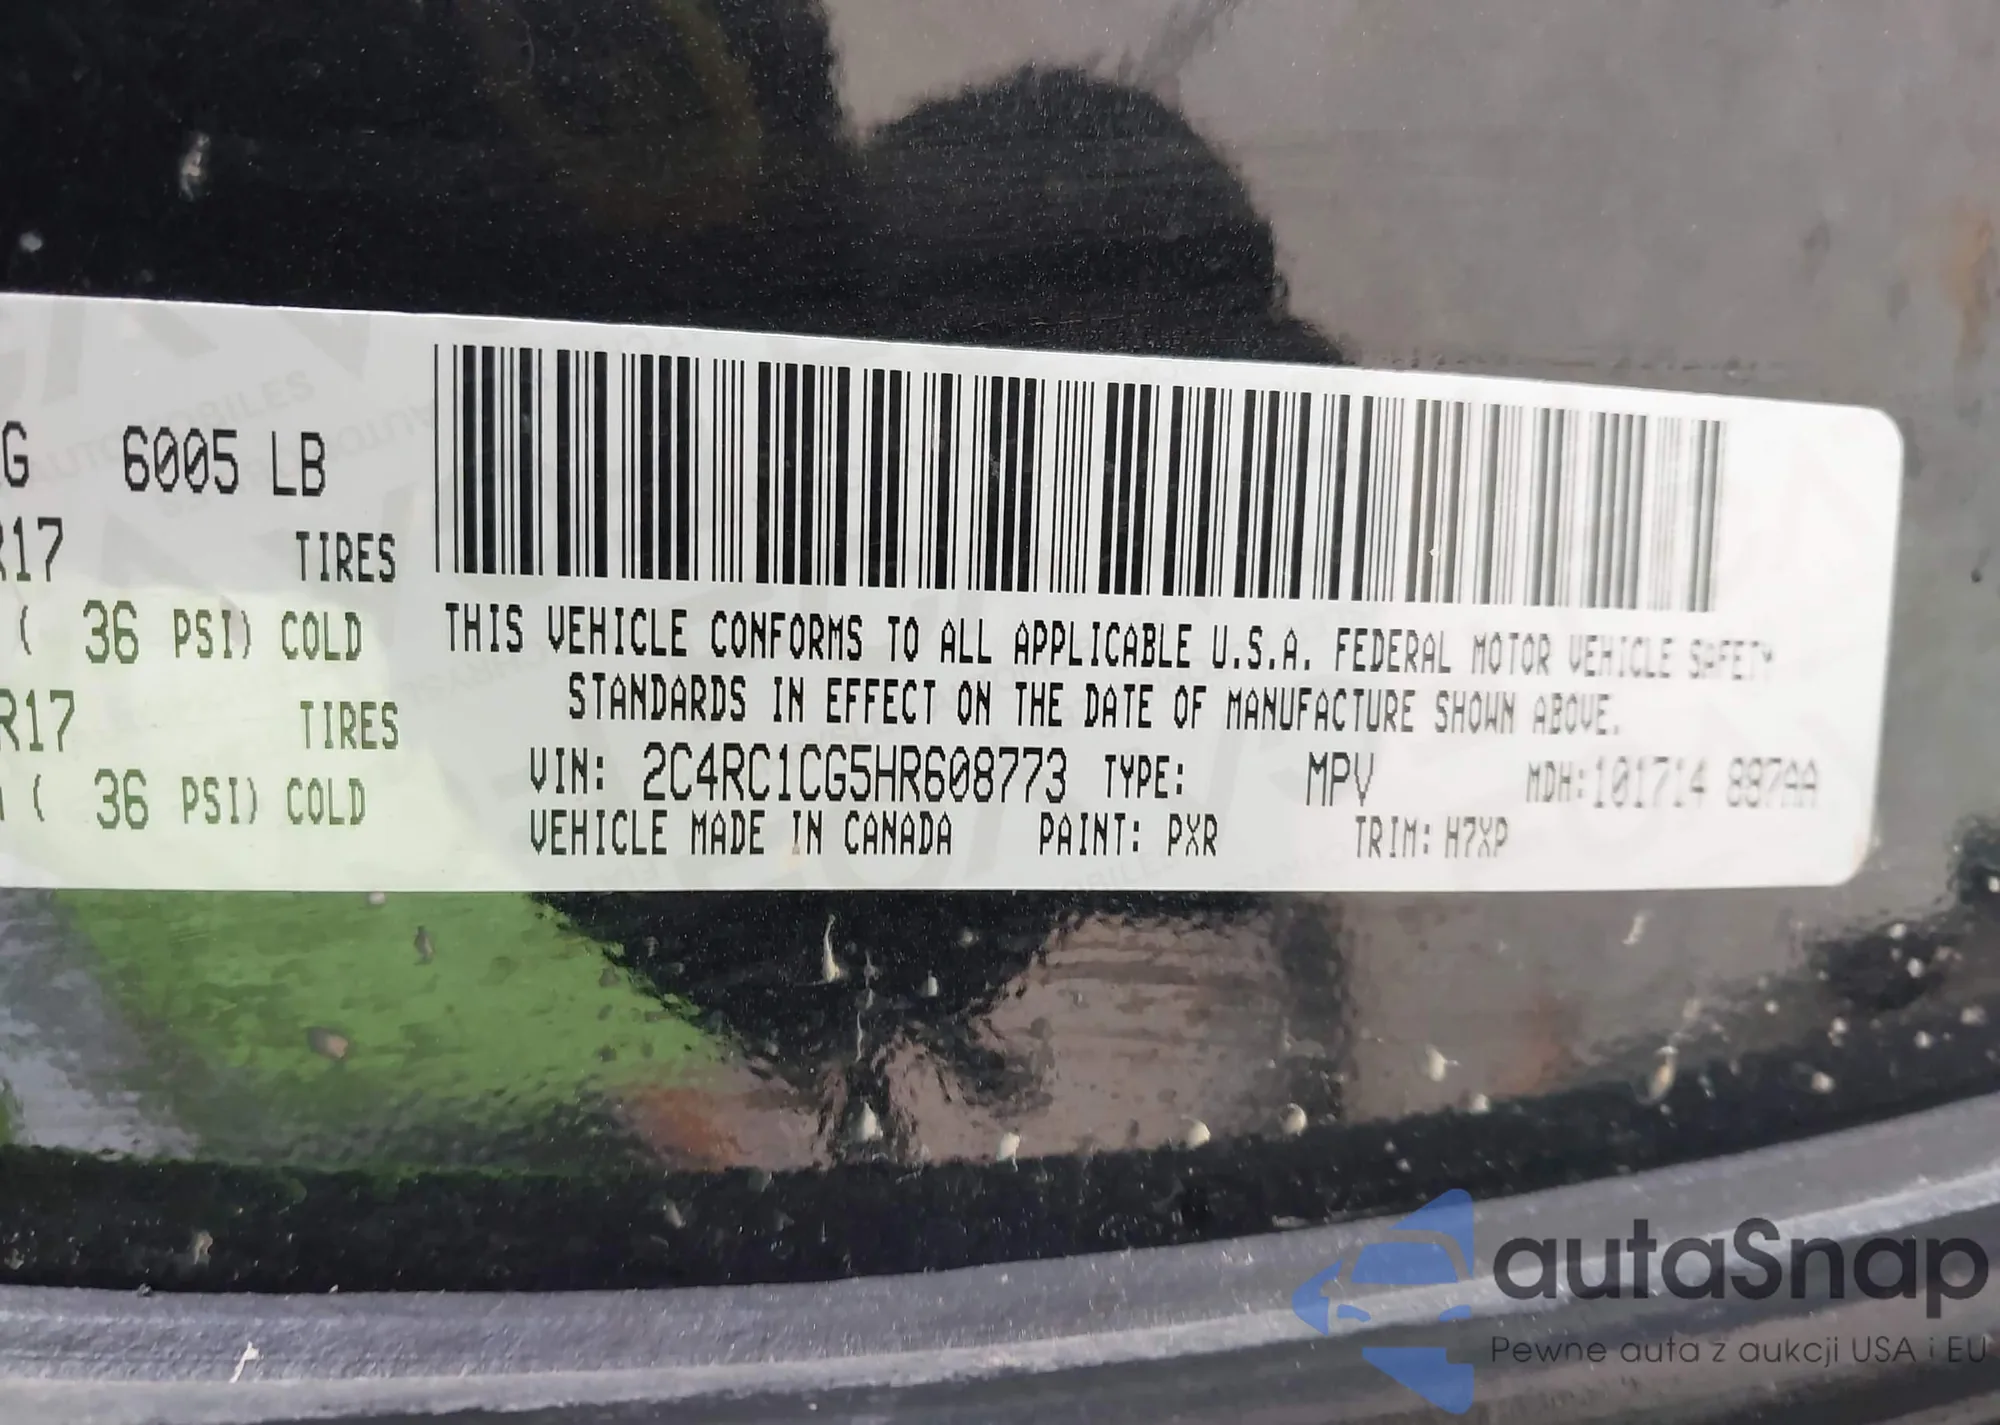 G 6005 LB
R17 TIRES
( 36 PSI) COLD
R17 TIRES
( 36 PSI) COLD
THIS VEHICLE CONFORMS TO ALL APPLICABLE U.S.A. FEDERAL MOTOR VEHICLE SAFETY
STANDARDS IN EFFECT ON THE DATE OF MANUFACTURE SHOWN ABOVE.
VIN: 2C4RC1CG5HR608773 TYPE: MPV MDH:101714 887AA
VEHICLE MADE IN CANADA PAINT: PXR TRIM: H7XP
autaSnap
Pewne auta z aukcji USA i EU